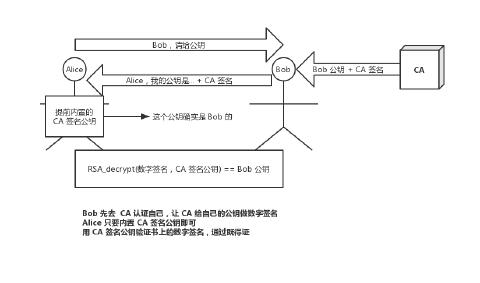 Bob，请给公钥
Alice
Alice，我的公钥是... + CA 签名
Bob
Bob 公钥 + CA 签名
CA
提前内置的
CA 签名公钥
这个公钥确实是 Bob 的
RSA_decrypt(数字签名，CA 签名公钥) == Bob 公钥
Bob 先去 CA 认证自己，让 CA 给自己的公钥做数字签名
Alice 只要内置 CA 签名公钥即可
用 CA 签名公钥验证书上的数字签名，通过既得证